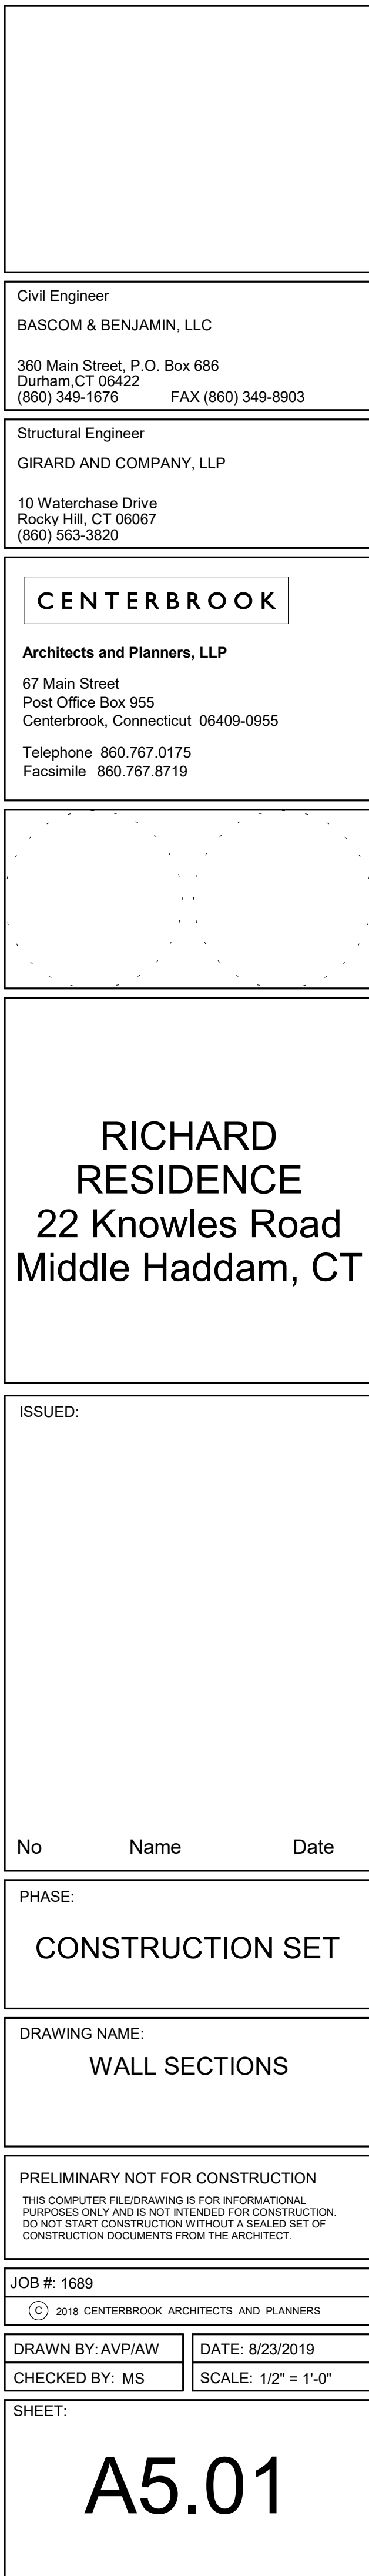 Civil Engineer
BASCOM & BENJAMIN, LLC
360 Main Street, P.O. Box 686
Durham,CT 06422
(860) 349-1676 FAX (860) 349-8903
Structural Engineer
GIRARD AND COMPANY, LLP
10 Waterchase Drive
Rocky Hill, CT 06067
(860) 563-3820
CENTERBROOK
Architects and Planners, LLP
67 Main Street
Post Office Box 955
Centerbrook, Connecticut 06409-0955
Telephone 860.767.0175
Facsimile 860.767.8719
RICHARD
RESIDENCE
22 Knowles Road
Middle Haddam, CT
ISSUED:
No Name Date
PHASE:
CONSTRUCTION SET
DRAWING NAME:
WALL SECTIONS
PRELIMINARY NOT FOR CONSTRUCTION
THIS COMPUTER FILE/DRAWING IS FOR INFORMATIONAL
PURPOSES ONLY AND IS NOT INTENDED FOR CONSTRUCTION.
DO NOT START CONSTRUCTION WITHOUT A SEALED SET OF
CONSTRUCTION DOCUMENTS FROM THE ARCHITECT.
JOB #: 1689
© 2018 CENTERBROOK ARCHITECTS AND PLANNERS
DRAWN BY: AVP/AW DATE: 8/23/2019
CHECKED BY: MS SCALE: 1/2" = 1'-0"
SHEET:
A5.01